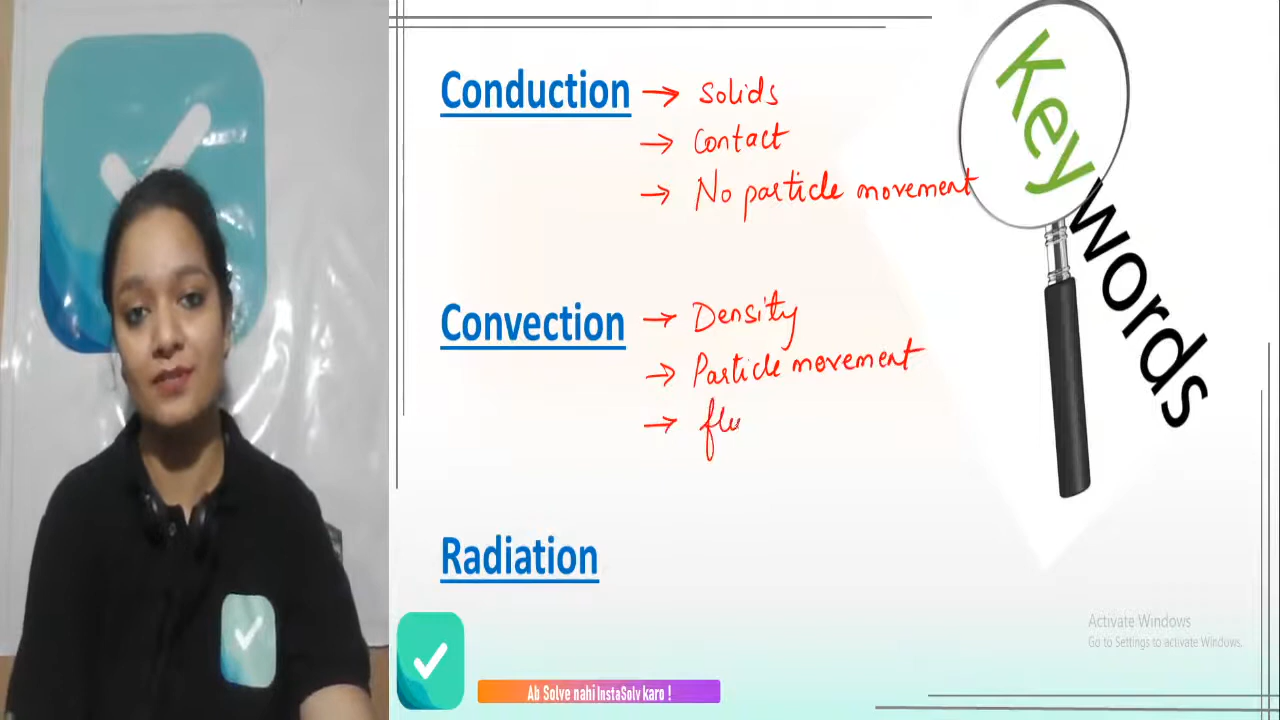 Conduction → Solids
→ Contact
→ No particle movement
Key words
Convection → Density
→ Particle movement
→ flu
Radiation
Activate Windows
Go to Settings to activate Windows.
Ab Solve nahi InstaSolv karo !